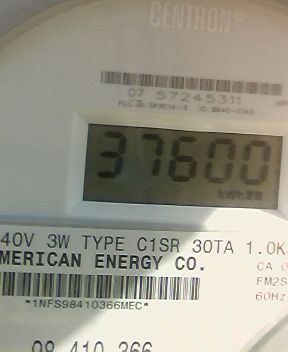 CENTRON®
07 57245311
37600
kWh
40V 3W TYPE C1SR 30TA 1.0K
MERICAN ENERGY CO.
CA 0
FM2S
60Hz
*1NFS98410366MEC*
98 410 366